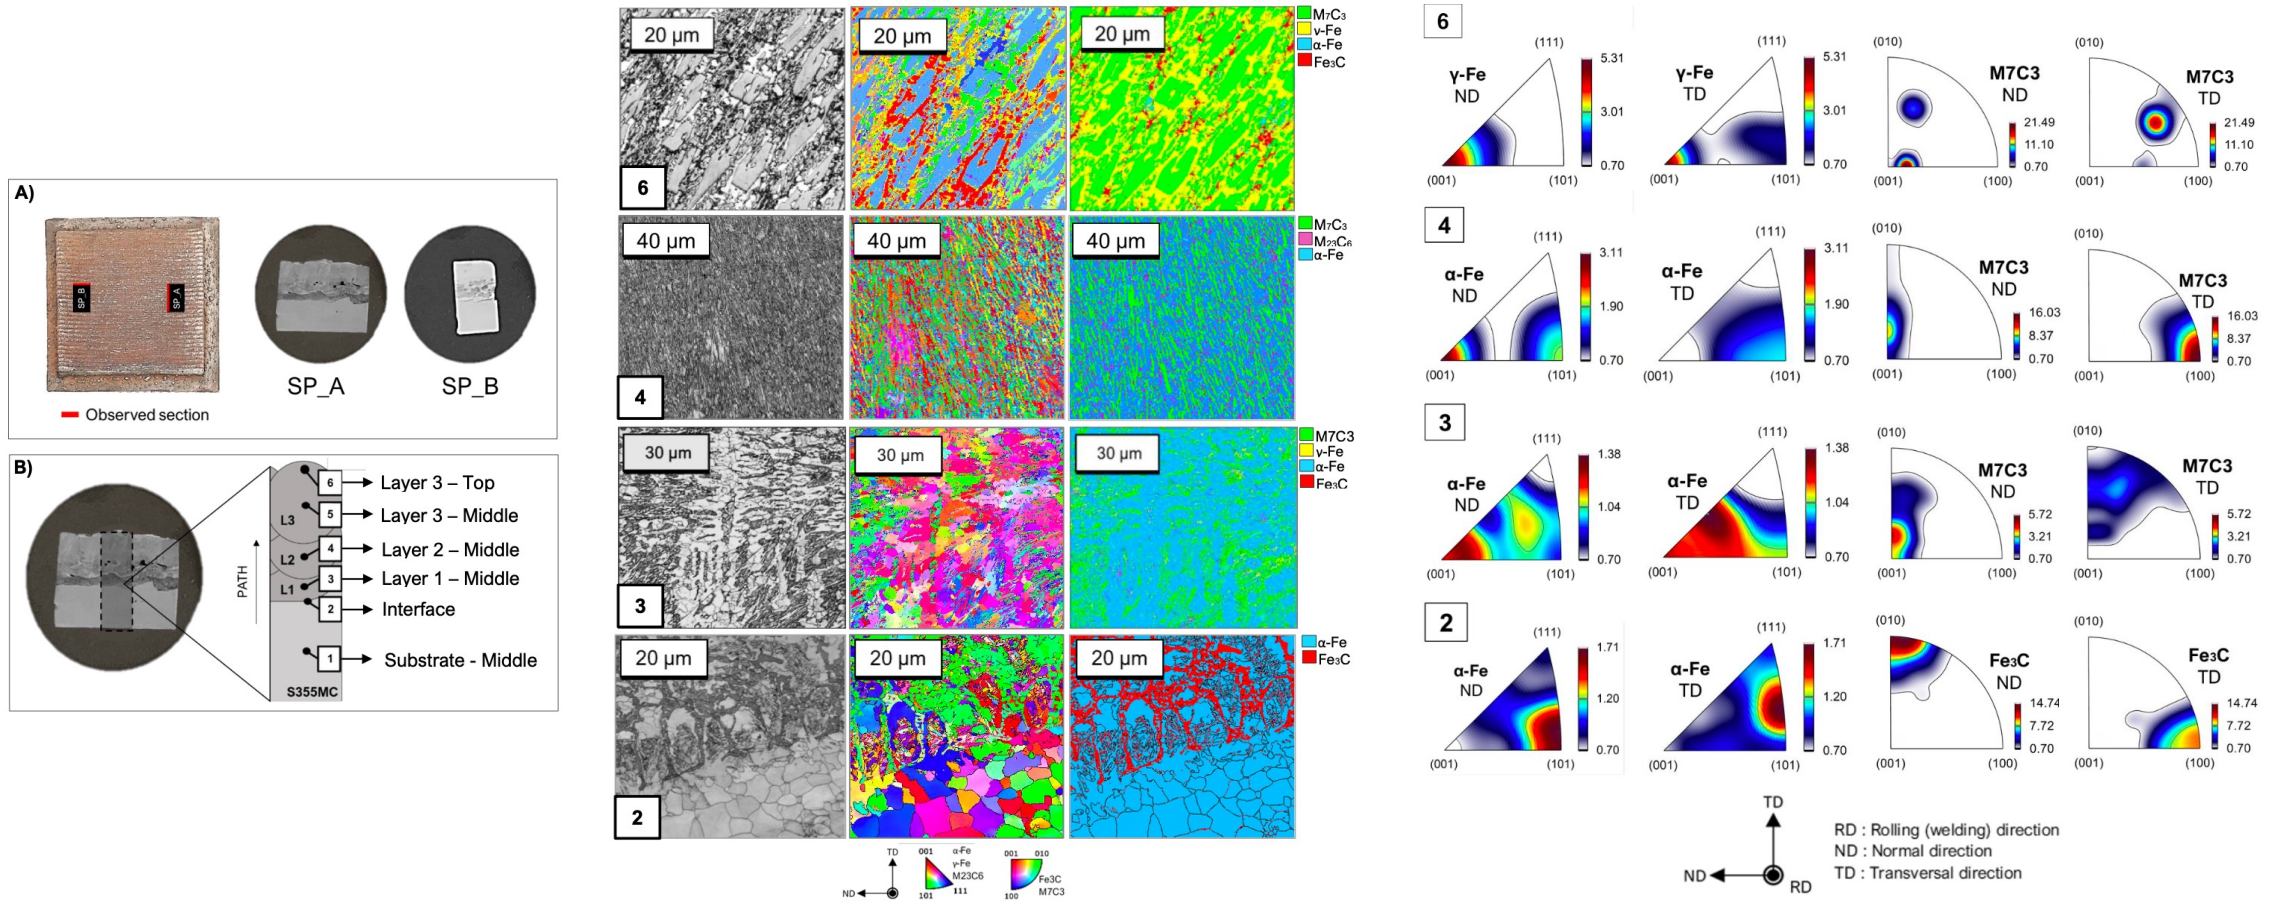 A)
SP_B
SP_A
SP_A
SP_B
Observed section
B)
PATH
L3
L2
L1
S355MC
6 Layer 3 – Top
5 Layer 3 – Middle
4 Layer 2 – Middle
3 Layer 1 – Middle
2 Interface
1 Substrate - Middle
20 µm
20 µm
20 µm
6
M₇C₃
γ-Fe
α-Fe
Fe₃C
40 µm
40 µm
40 µm
4
M₇C₃
M₂₃C₆
α-Fe
30 µm
30 µm
30 µm
3
M7C3
γ-Fe
α-Fe
Fe₃C
20 µm
20 µm
20 µm
2
α-Fe
Fe₃C
TD
ND
001
101
111
α-Fe
γ-Fe
M23C6
001 010
100
Fe3C
M7C3
6
γ-Fe
ND
(111)
(001)
(101)
5.31
3.01
0.70
γ-Fe
TD
(111)
(001)
(101)
5.31
3.01
0.70
(010)
M7C3
ND
(001)
(100)
21.49
11.10
0.70
(010)
M7C3
TD
(001)
(100)
21.49
11.10
0.70
4
α-Fe
ND
(111)
(001)
(101)
3.11
1.90
0.70
α-Fe
TD
(111)
(001)
(101)
3.11
1.90
0.70
(010)
M7C3
ND
(001)
(100)
16.03
8.37
0.70
(010)
M7C3
TD
(001)
(100)
16.03
8.37
0.70
3
α-Fe
ND
(111)
(001)
(101)
1.38
1.04
0.70
α-Fe
TD
(111)
(001)
(101)
1.38
1.04
0.70
(010)
M7C3
ND
(001)
(100)
5.72
3.21
0.70
(010)
M7C3
TD
(001)
(100)
5.72
3.21
0.70
2
α-Fe
ND
(111)
(001)
(101)
1.71
1.20
0.70
α-Fe
TD
(111)
(001)
(101)
1.71
1.20
0.70
(010)
Fe₃C
ND
(001)
(100)
14.74
7.72
0.70
(010)
Fe₃C
TD
(001)
(100)
14.74
7.72
0.70
TD
ND
RD
RD : Rolling (welding) direction
ND : Normal direction
TD : Transversal direction